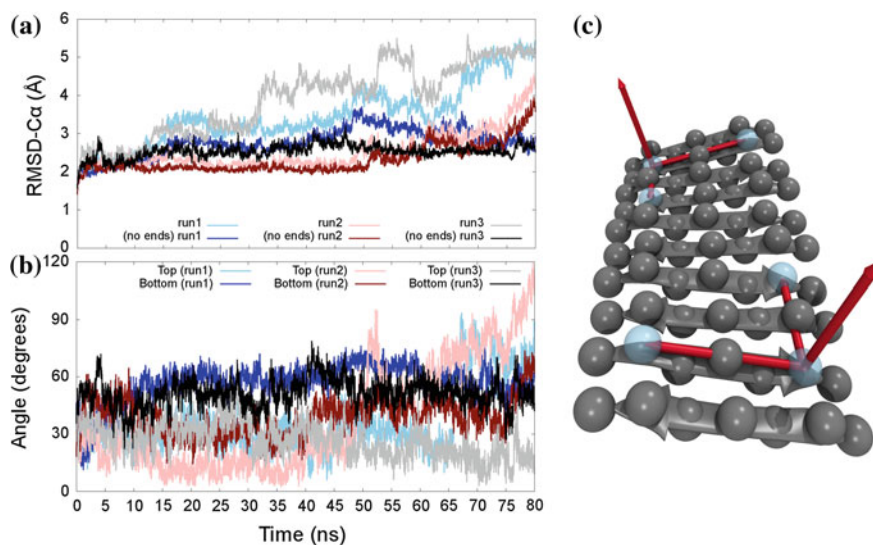 (a)
6
5
4
3
2
1
0
RMSD-Cα (Å)
run1
(no ends) run1
run2
(no ends) run2
run3
(no ends) run3
(b)
120
90
60
30
0
Angle (degrees)
Top (run1)
Bottom (run1)
Top (run2)
Bottom (run2)
Top (run3)
Bottom (run3)
0 5 10 15 20 25 30 35 40 45 50 55 60 65 70 75 80
Time (ns)
(c)